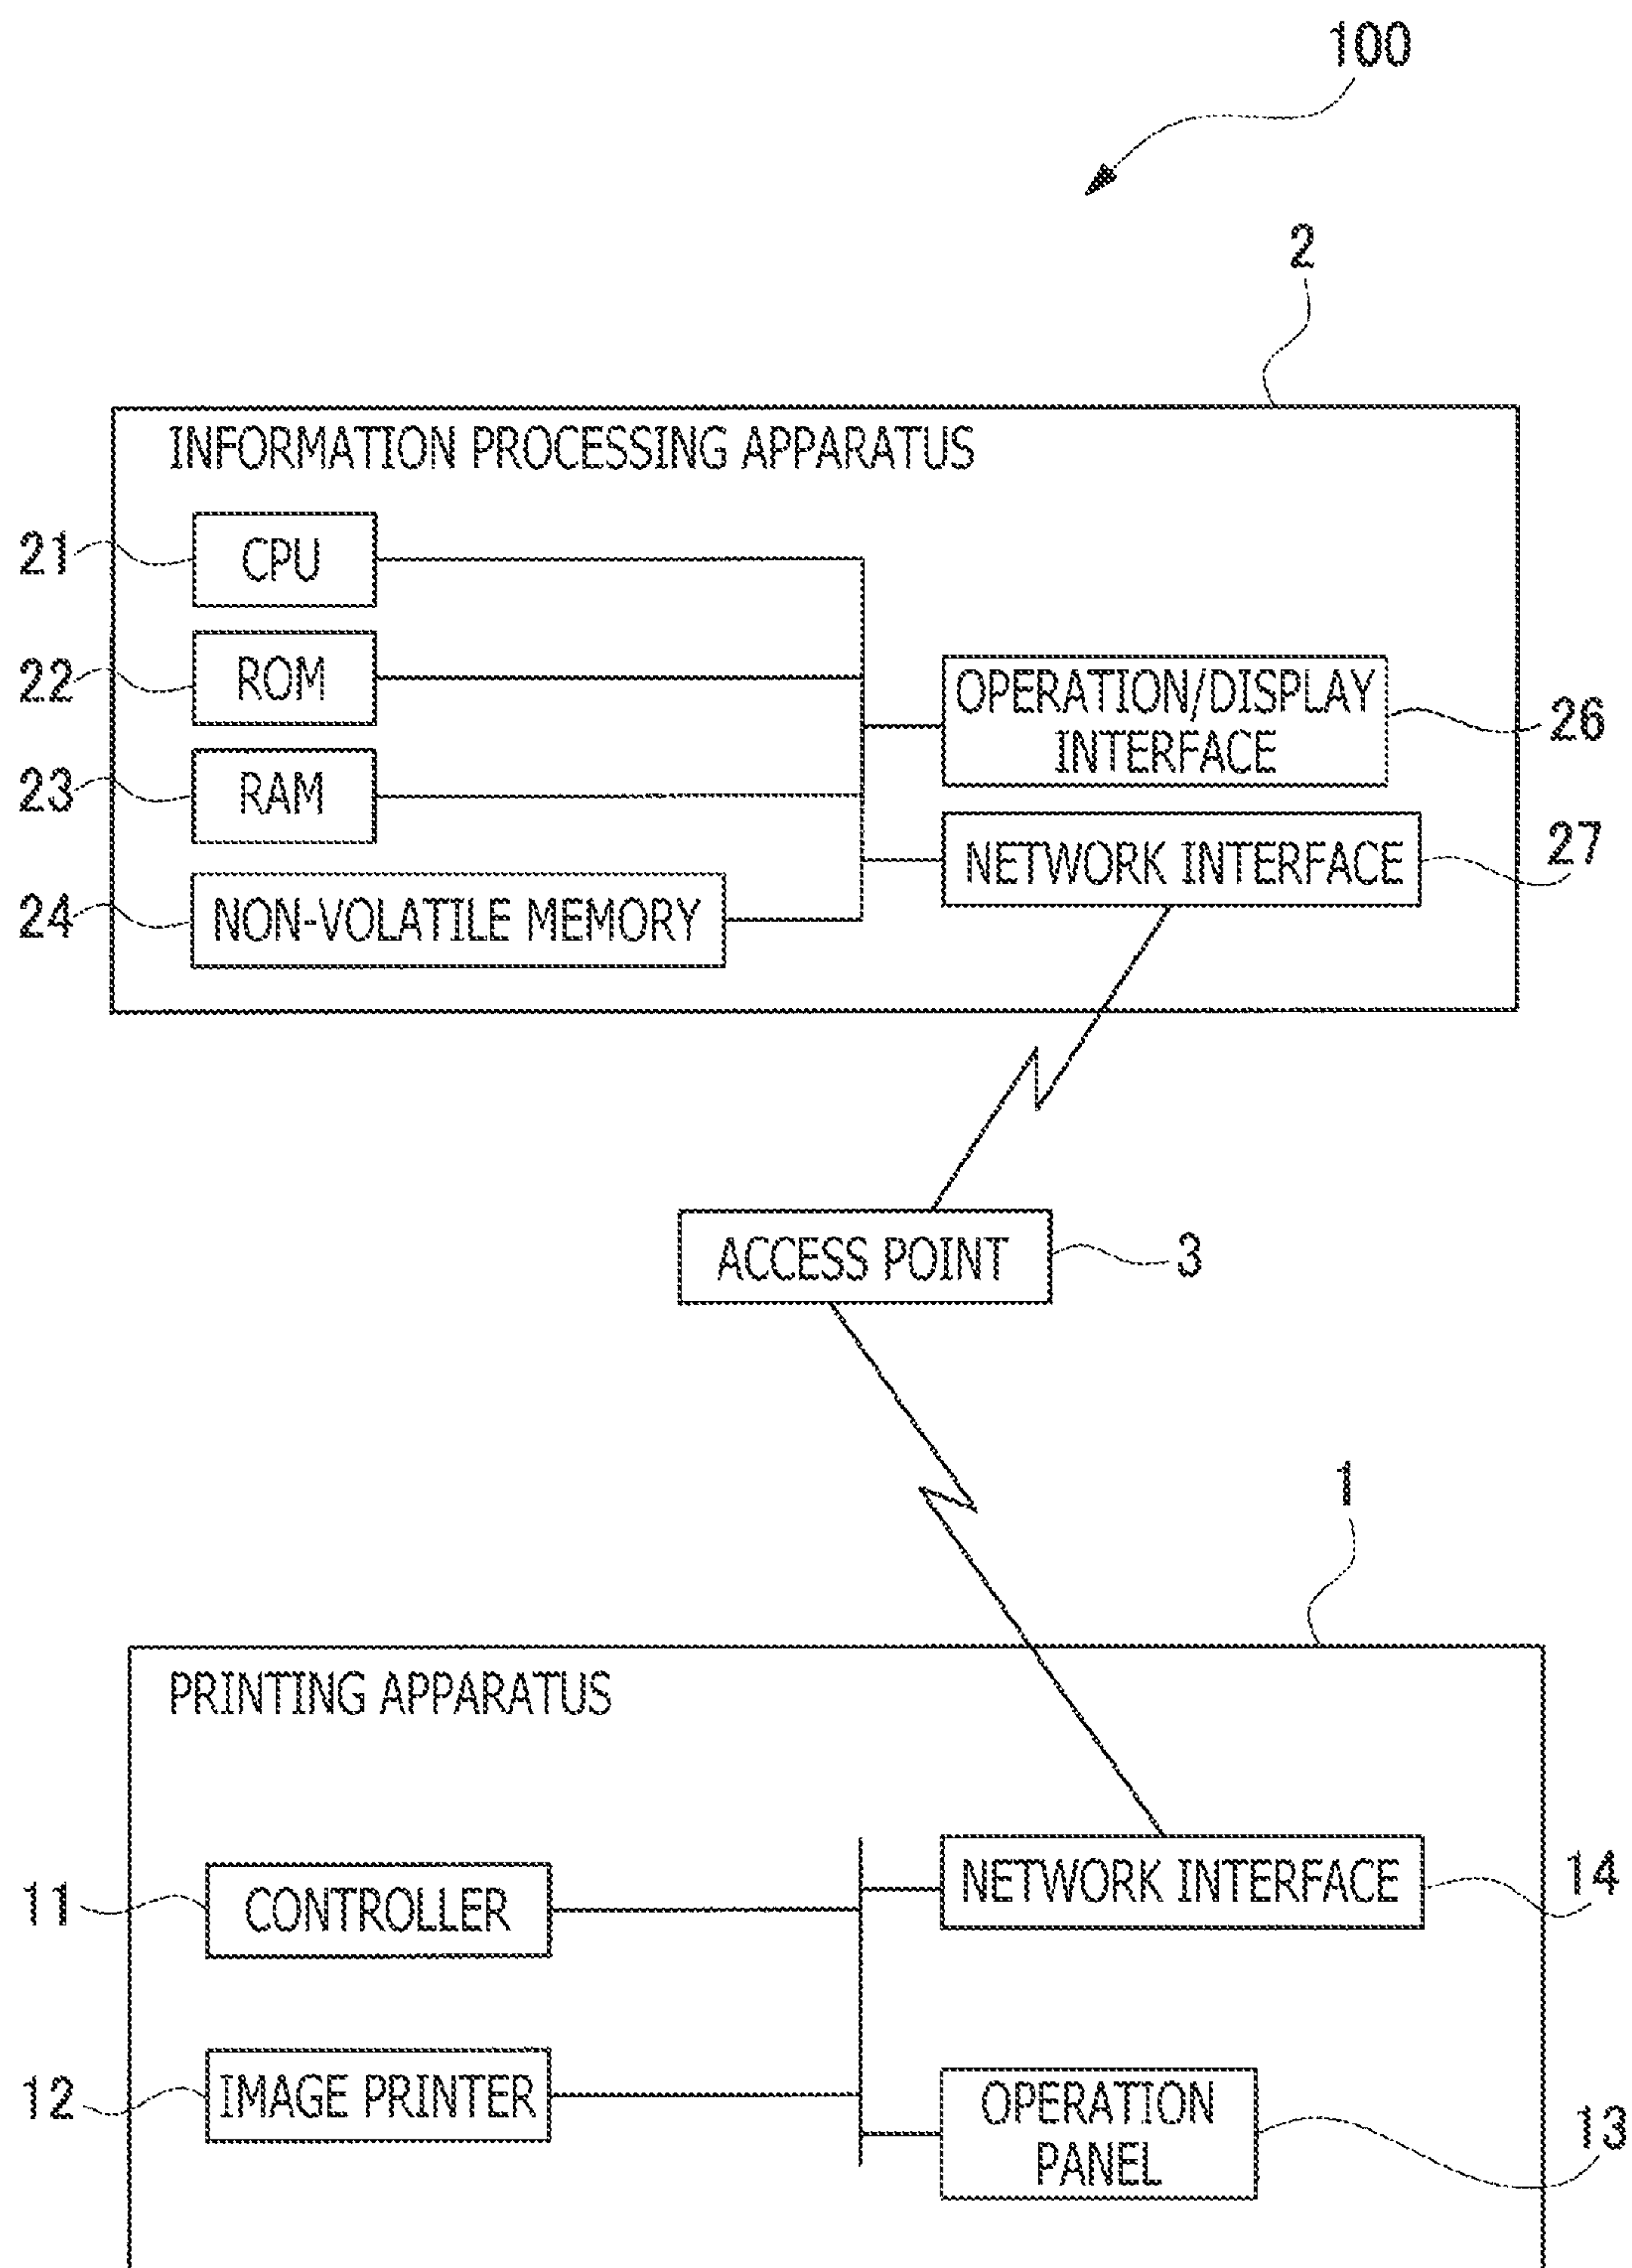 100
2
INFORMATION PROCESSING APPARATUS
21
CPU
22
ROM
23
RAM
24
NON-VOLATILE MEMORY
OPERATION/DISPLAY
INTERFACE
26
NETWORK INTERFACE
27
ACCESS POINT
3
1
PRINTING APPARATUS
11
CONTROLLER
NETWORK INTERFACE
14
12
IMAGE PRINTER
OPERATION
PANEL
13